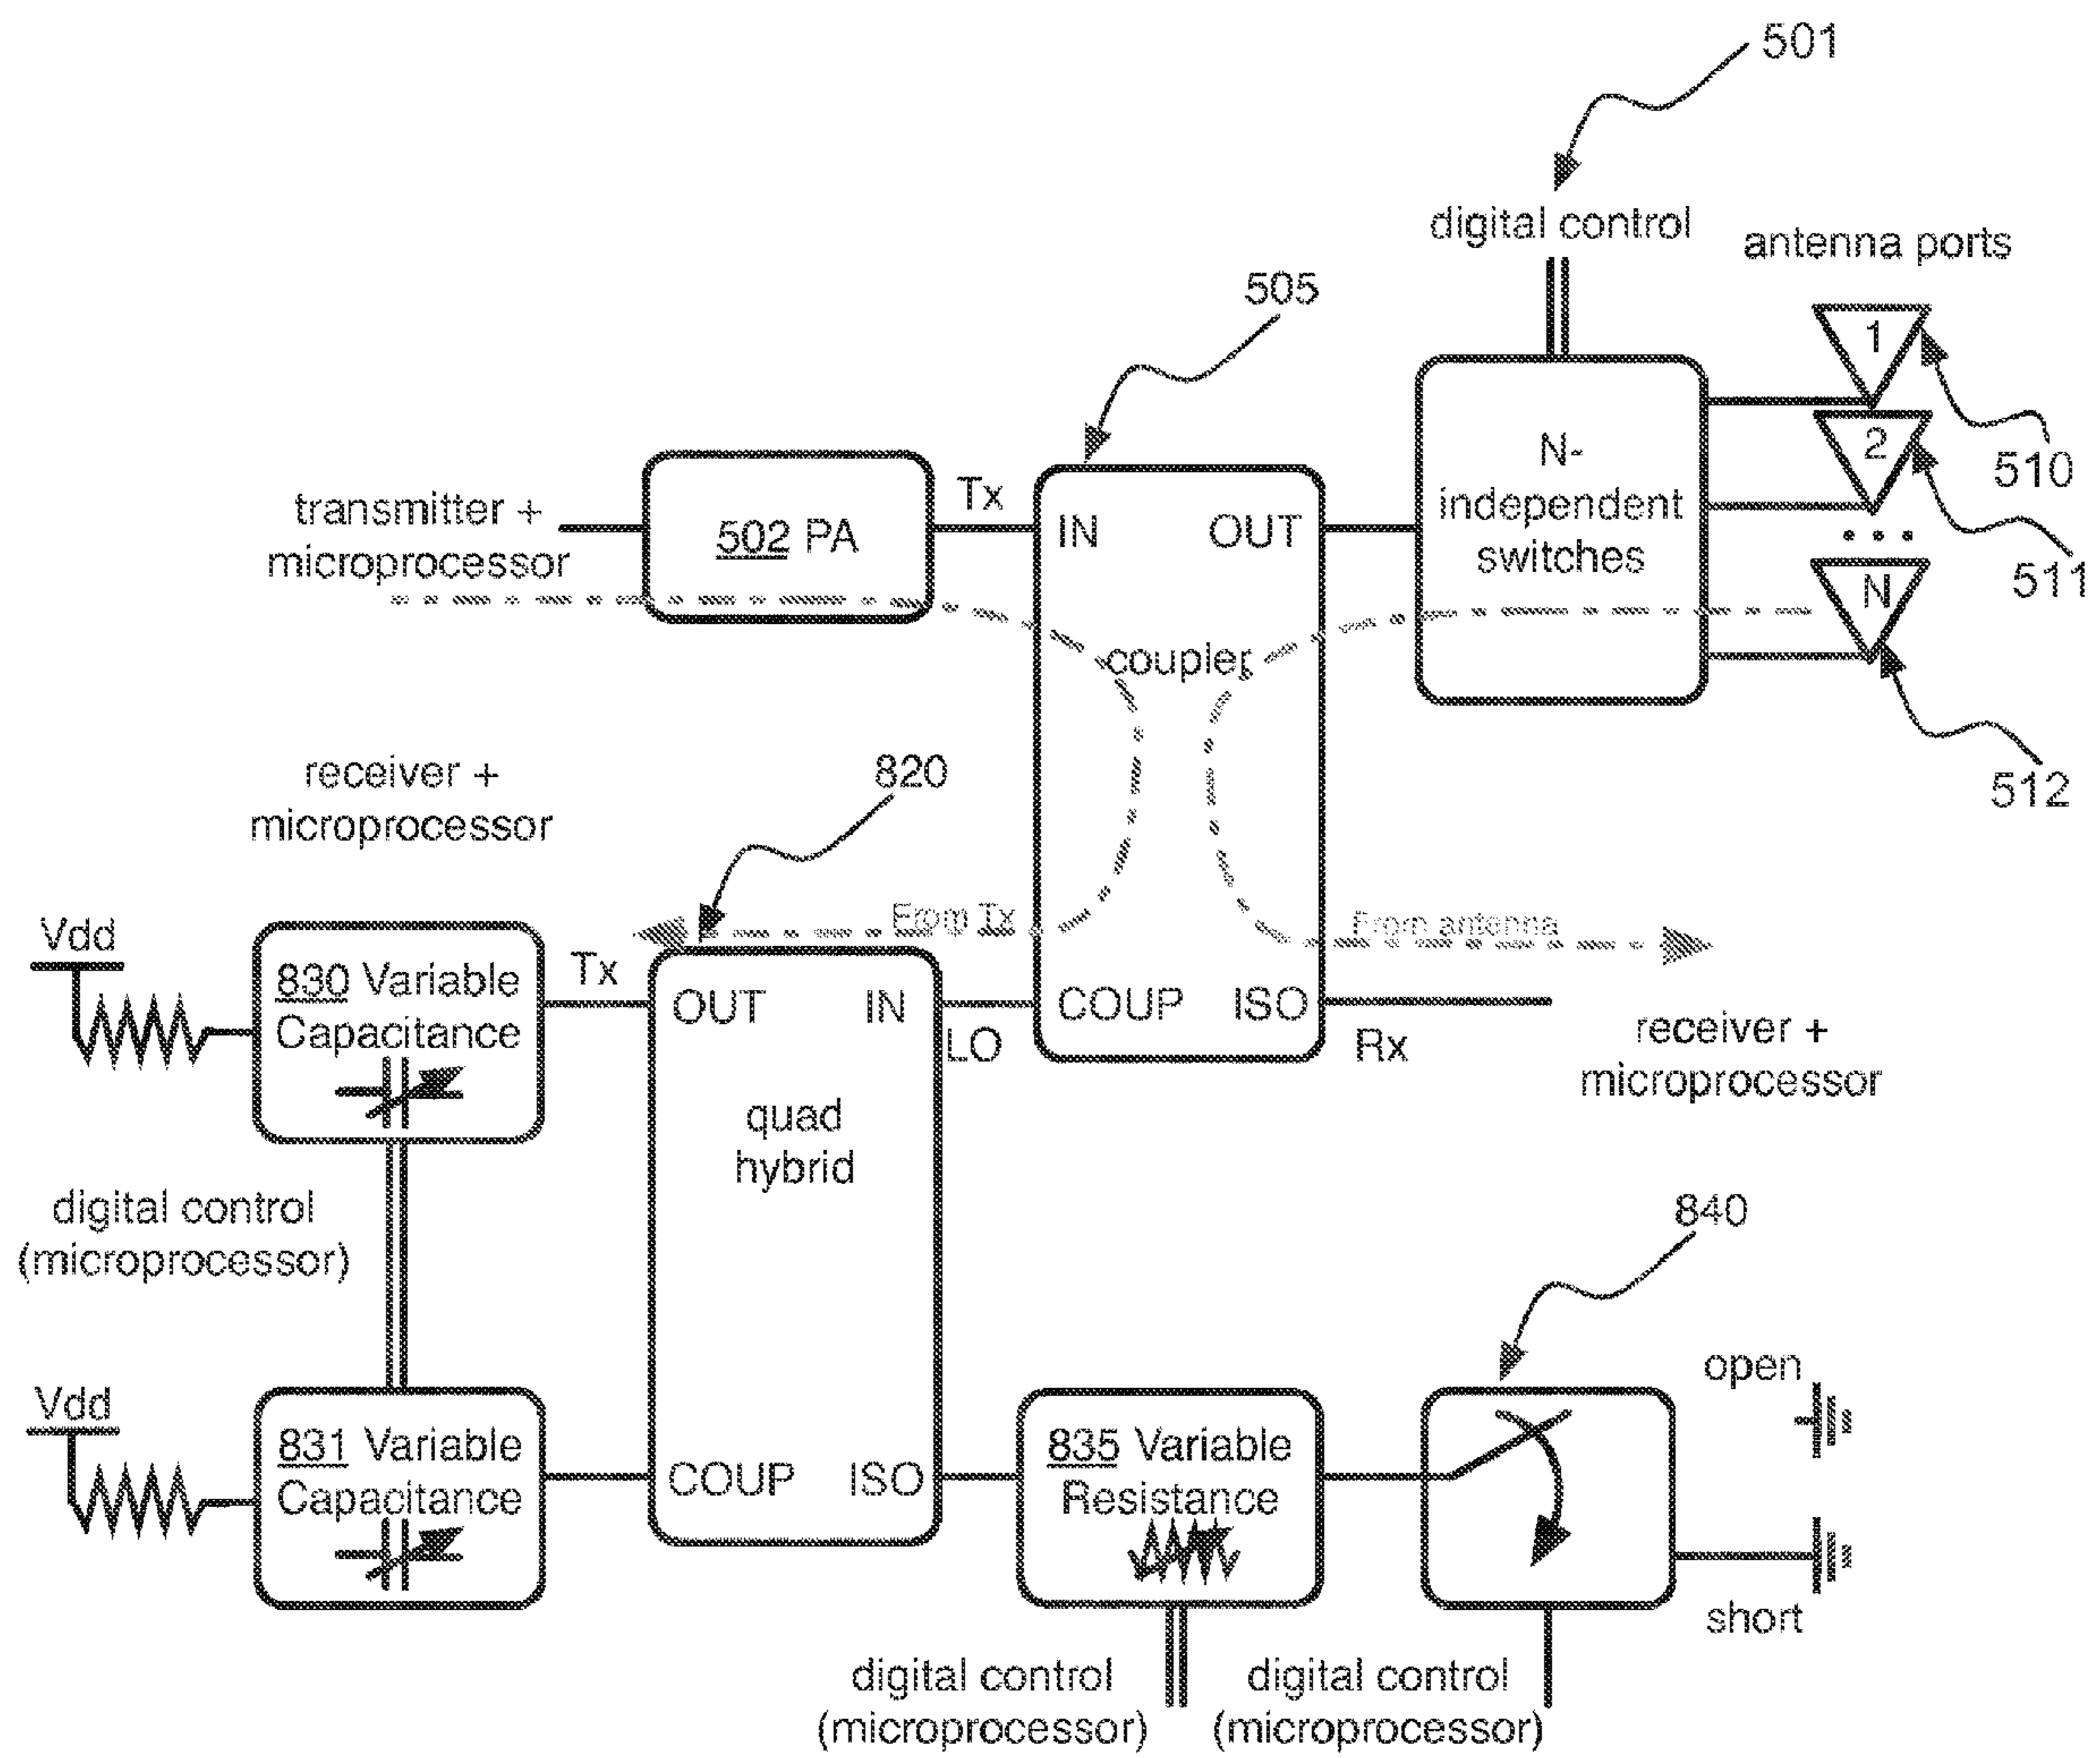 501
digital control
antenna ports
505
1
2
510
N-
independent
switches
Tx
transmitter +
microprocessor
502 PA
IN
OUT
• • •
511
N
coupler
512
receiver +
microprocessor
820
From Tx
From antenna
Vdd
830 Variable
Capacitance
Tx
OUT
IN
LO
COUP
ISO
Rx
receiver +
microprocessor
quad
hybrid
digital control
(microprocessor)
840
open
Vdd
831 Variable
Capacitance
COUP
ISO
835 Variable
Resistance
short
digital control
(microprocessor)
digital control
(microprocessor)